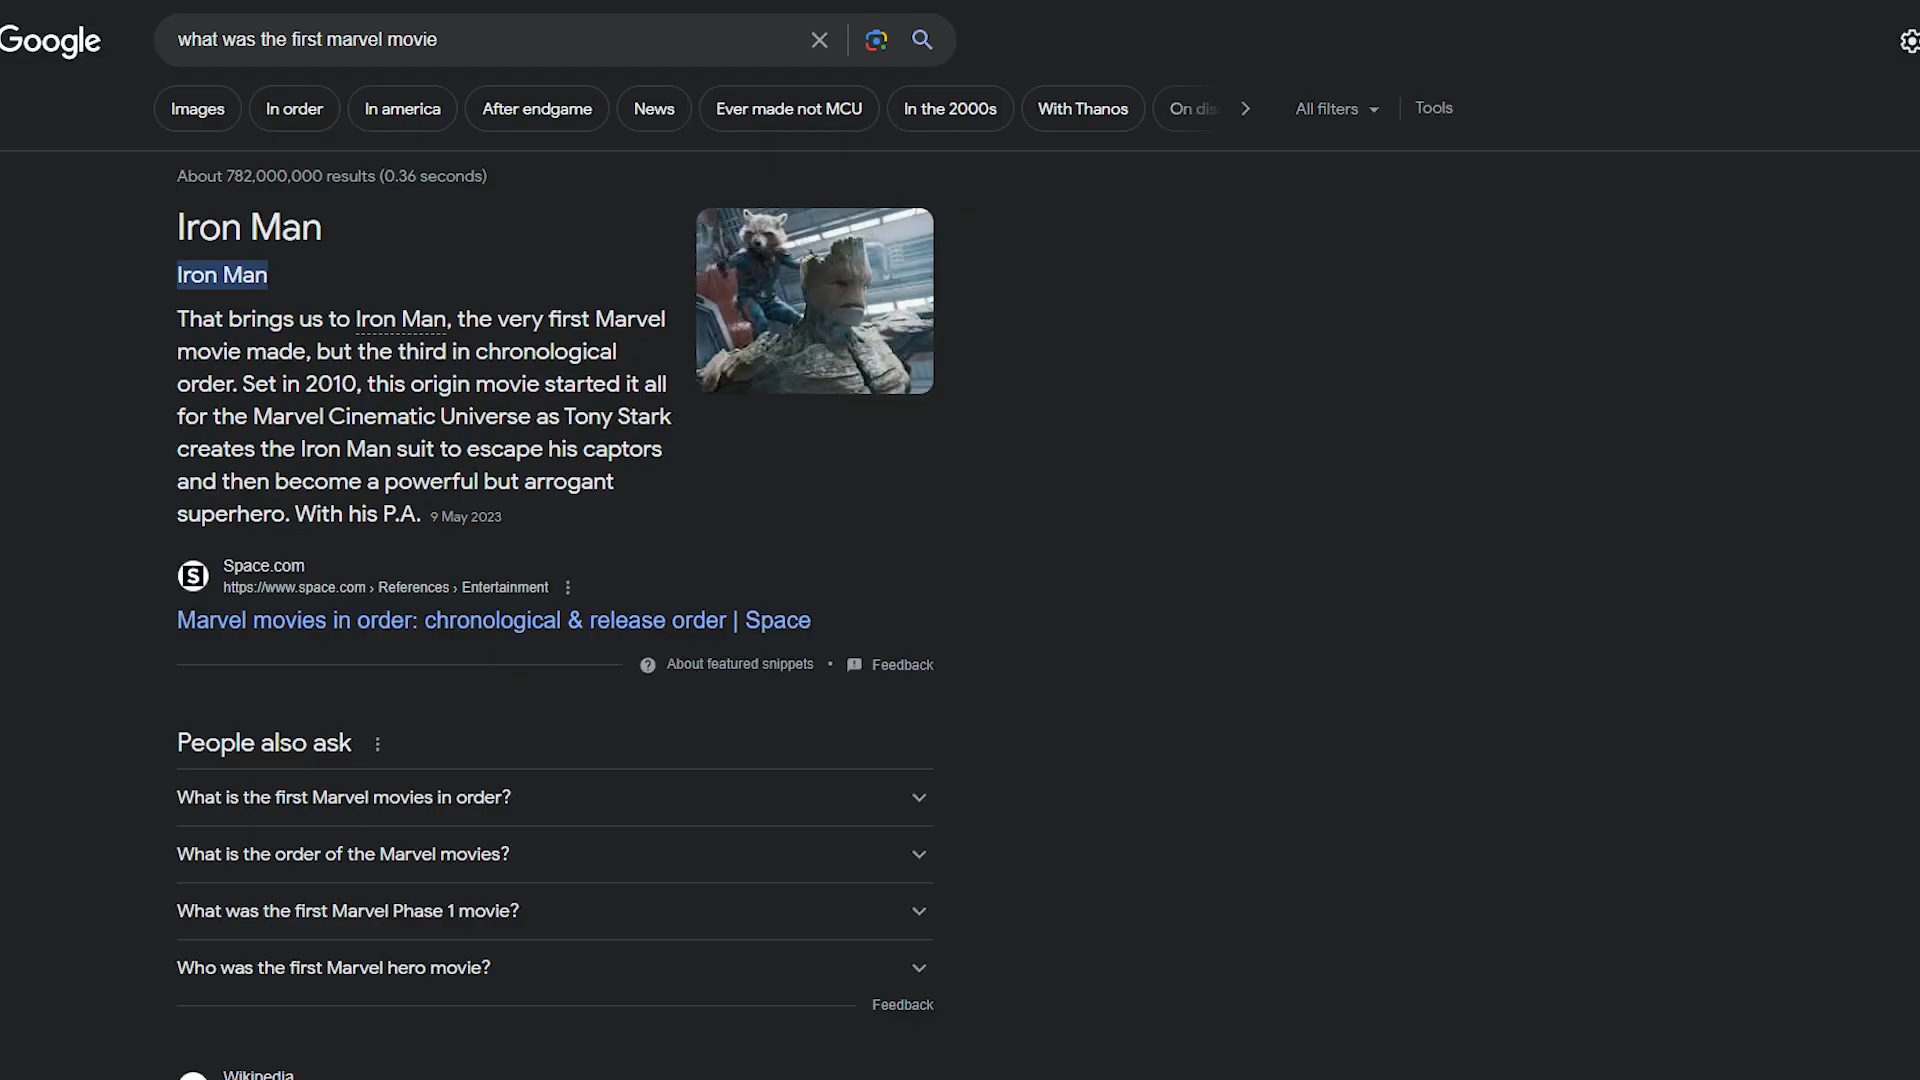 Google
what was the first marvel movie
Images
In order
In america
After endgame
News
Ever made not MCU
In the 2000s
With Thanos
On dis
All filters
Tools
About 782,000,000 results (0.36 seconds)
Iron Man
Iron Man
That brings us to Iron Man, the very first Marvel
movie made, but the third in chronological
order. Set in 2010, this origin movie started it all
for the Marvel Cinematic Universe as Tony Stark
creates the Iron Man suit to escape his captors
and then become a powerful but arrogant
superhero. With his P.A. 9 May 2023
S
Space.com
https://www.space.com › References › Entertainment
Marvel movies in order: chronological & release order | Space
About featured snippets • Feedback
People also ask
What is the first Marvel movies in order?
What is the order of the Marvel movies?
What was the first Marvel Phase 1 movie?
Who was the first Marvel hero movie?
Feedback
Wikipedia